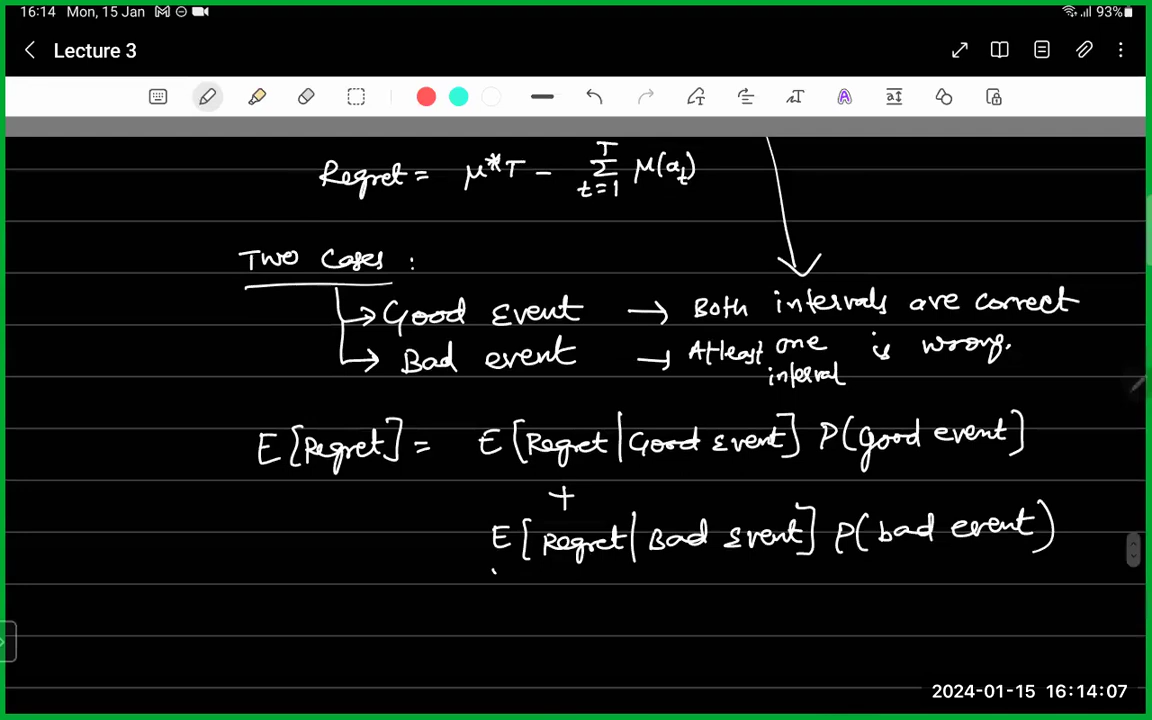 16:14 Mon, 15 Jan 93%
Lecture 3
Regret = μ*T - Σ_{t=1}^{T} μ(a_t)
Two Cases :
→ Good Event → Both intervals are correct
→ Bad event → Atleast one interval is wrong.
E[Regret] = E[Regret|Good Event] P(good event)
+
E[Regret|Bad Event] P(bad event)
2024-01-15 16:14:07